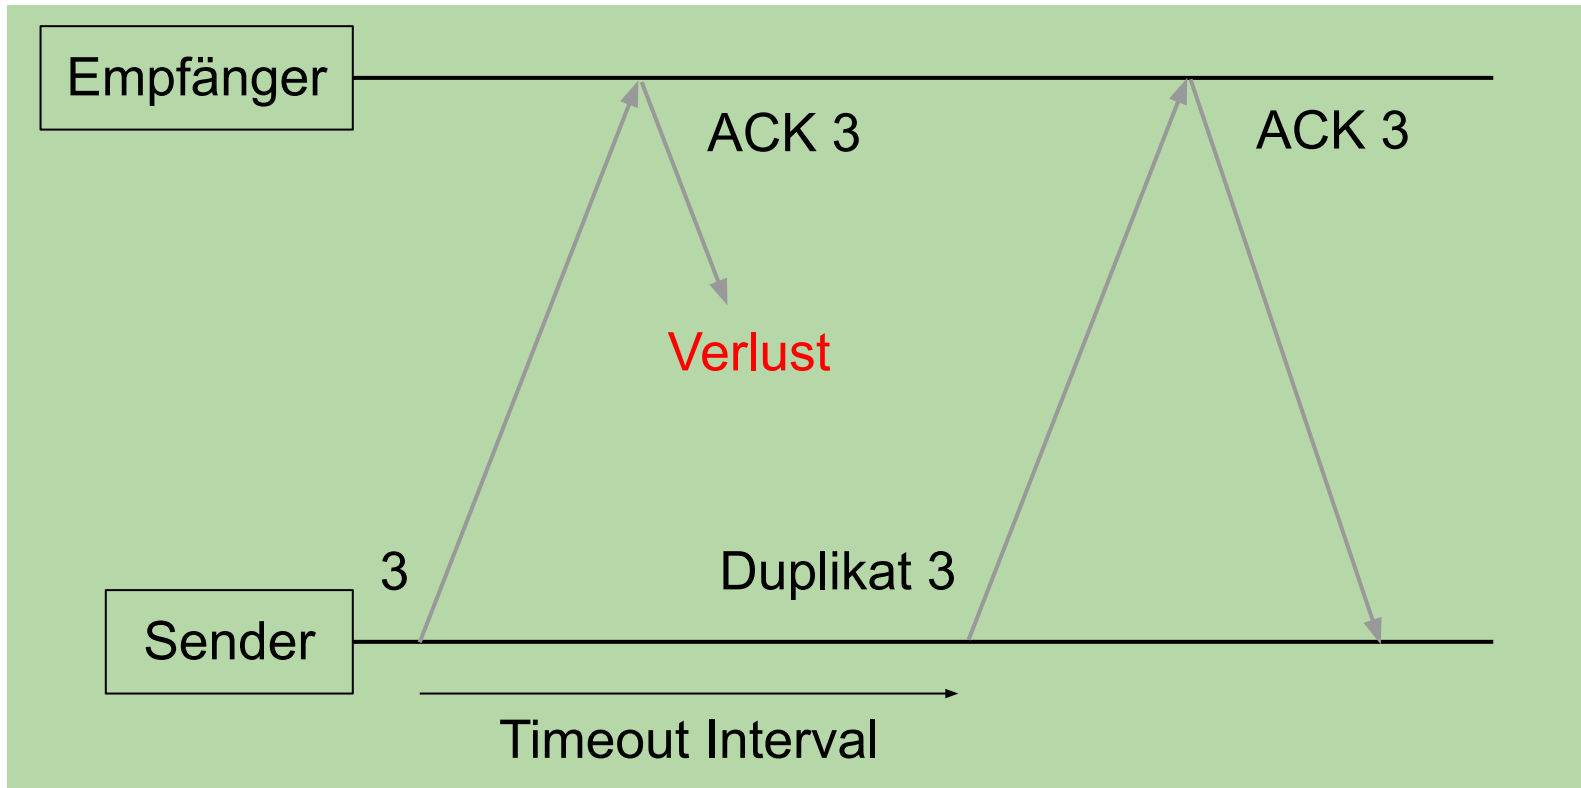 Empfänger
ACK 3
ACK 3
Verlust
3
Duplikat 3
Sender
Timeout Interval